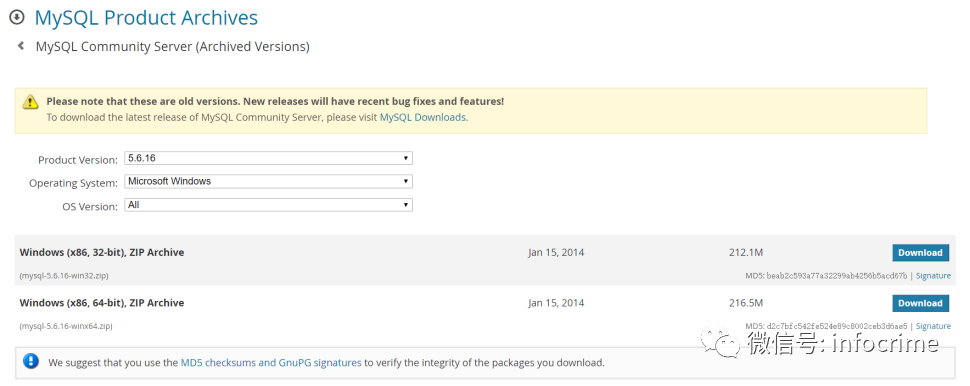 MySQL Product Archives
MySQL Community Server (Archived Versions)
Please note that these are old versions. New releases will have recent bug fixes and features!
To download the latest release of MySQL Community Server, please visit MySQL Downloads.
Product Version: 5.6.16
Operating System: Microsoft Windows
OS Version: All
Windows (x86, 32-bit), ZIP Archive Jan 15, 2014 212.1M Download
(mysql-5.6.16-win32.zip) MD5: beab2c593a77a32299ab4256b5acd67b | Signature
Windows (x86, 64-bit), ZIP Archive Jan 15, 2014 216.5M Download
(mysql-5.6.16-winx64.zip) MD5: d2c7bfc542fe524e89c8002ceb3d6ae5 | Signature
微信号: infocrime
We suggest that you use the MD5 checksums and GnuPG signatures to verify the integrity of the packages you download.